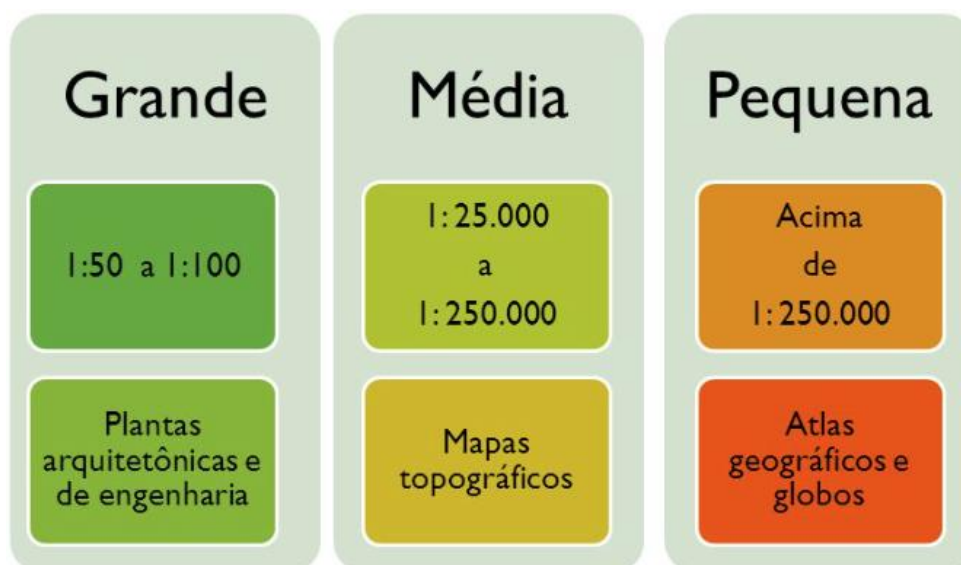 Grande
1:50 a 1:100
Plantas
arquitetônicas e
de engenharia
Média
1: 25.000
a
1: 250.000
Mapas
topográficos
Pequena
Acima
de
1: 250.000
Atlas
geográficos e
globos